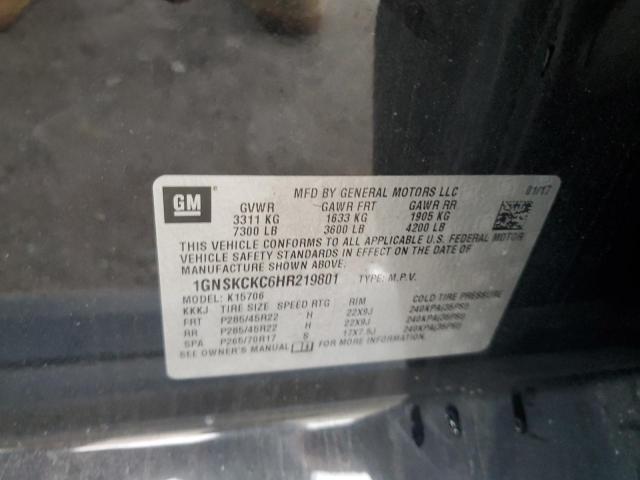 GM
MFD BY GENERAL MOTORS LLC 01/17
GVWR GAWR FRT GAWR RR
3311 KG 1633 KG 1905 KG
7300 LB 3600 LB 4200 LB
THIS VEHICLE CONFORMS TO ALL APPLICABLE U.S. FEDERAL MOTOR
VEHICLE SAFETY STANDARDS IN EFFECT ON THE DATE OF
MANUFACTURE SHOWN ABOVE.
1GNSKCKC6HR219801 TYPE: M.P.V.
MODEL: K15706
KKKJ TIRE SIZE SPEED RTG RIM COLD TIRE PRESSURE
FRT P285/45R22 H 22X9J 240KPA(35PSI)
RR P285/45R22 H 22X9J 240KPA(35PSI)
SPA P265/70R17 S 17X7.5J 240KPA(35PSI)
SEE OWNER'S MANUAL